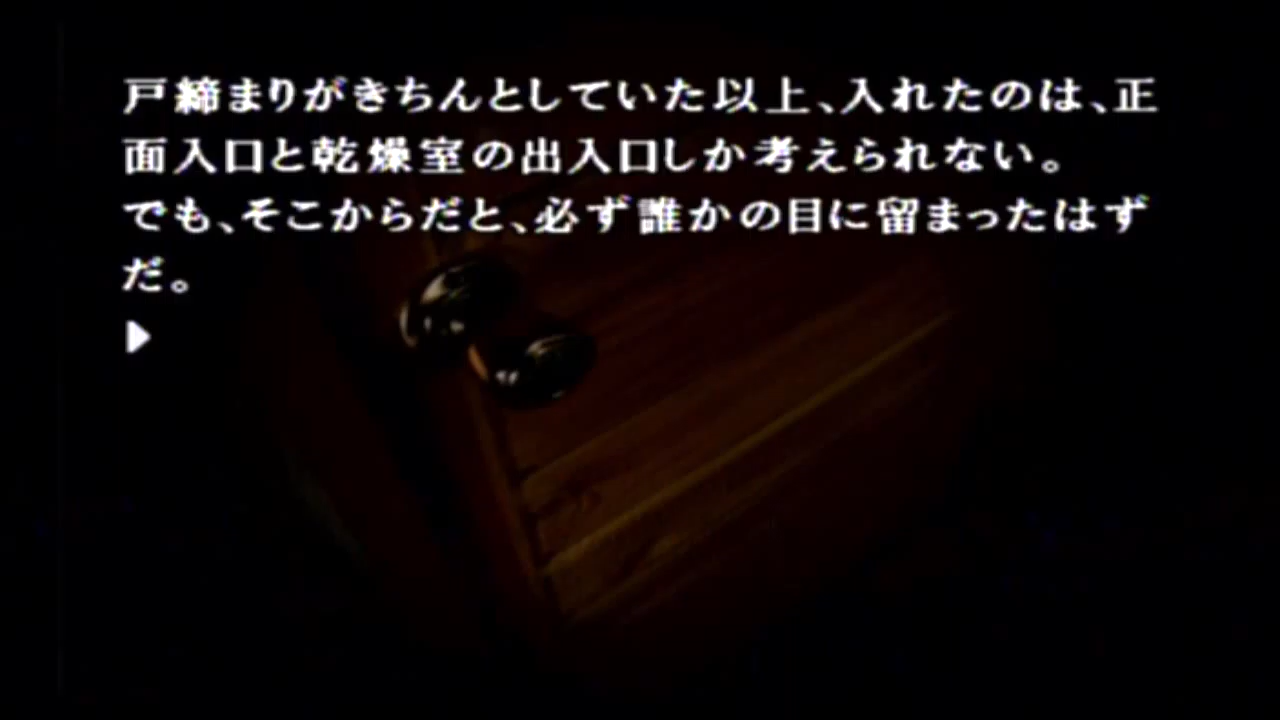 戸締まりがきちんとしていた以上、入れたのは、正
面入口と乾燥室の出入口しか考えられない。
でも、そこからだと、必ず誰かの目に留まったはず
だ。